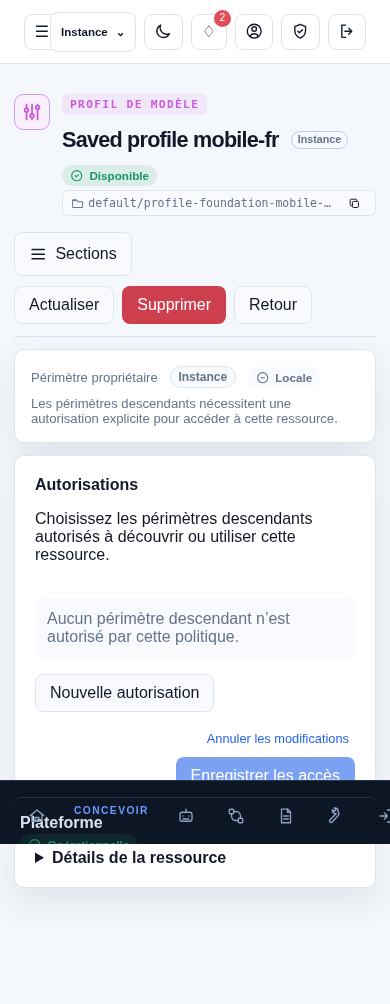 Instance
2
PROFIL DE MODÈLE
Saved profile mobile-fr Instance
Disponible
default/profile-foundation-mobile-…
Sections
Actualiser Supprimer Retour
Périmètre propriétaire Instance Locale
Les périmètres descendants nécessitent une
autorisation explicite pour accéder à cette ressource.
Autorisations
Choisissez les périmètres descendants
autorisés à découvrir ou utiliser cette
ressource.
Aucun périmètre descendant n’est
autorisé par cette politique.
Nouvelle autorisation
Annuler les modifications
Enregistrer les accès
CONCEVOIR
Plateforme
Opérationnelle
Détails de la ressource